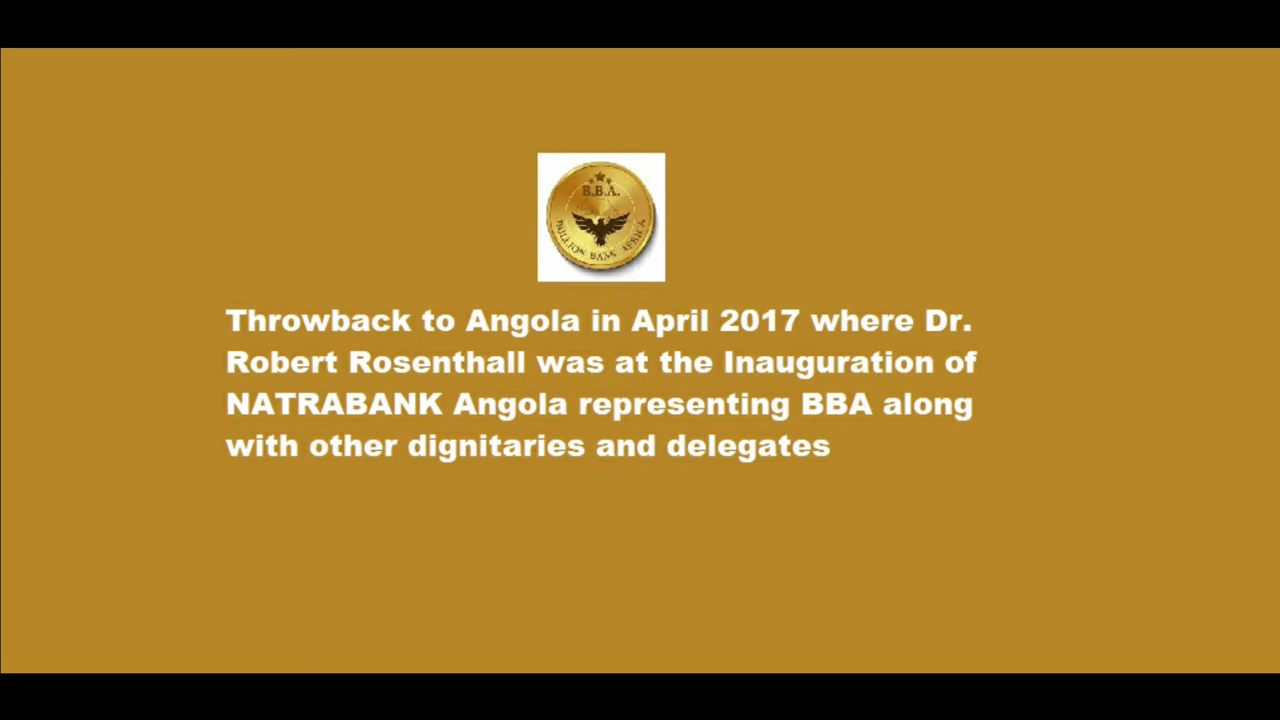 B.B.A.
BULLION BANK AFRICA
Throwback to Angola in April 2017 where Dr.
Robert Rosenthall was at the Inauguration of
NATRABANK Angola representing BBA along
with other dignitaries and delegates